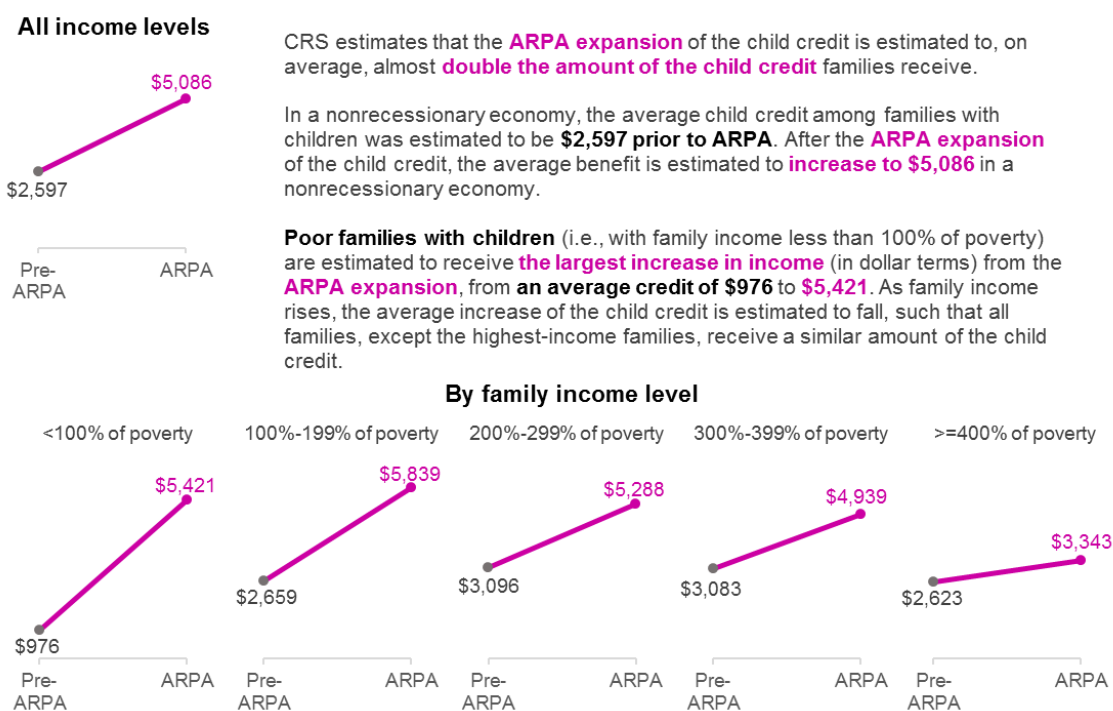 All income levels
$5,086
$2,597
Pre-
ARPA
ARPA
CRS estimates that the ARPA expansion of the child credit is estimated to, on
average, almost double the amount of the child credit families receive.
In a nonrecessionary economy, the average child credit among families with
children was estimated to be $2,597 prior to ARPA. After the ARPA expansion
of the child credit, the average benefit is estimated to increase to $5,086 in a
nonrecessionary economy.
Poor families with children (i.e., with family income less than 100% of poverty)
are estimated to receive the largest increase in income (in dollar terms) from the
ARPA expansion, from an average credit of $976 to $5,421. As family income
rises, the average increase of the child credit is estimated to fall, such that all
families, except the highest-income families, receive a similar amount of the child
credit.
By family income level
<100% of poverty
$5,421
$976
Pre-
ARPA
ARPA
100%-199% of poverty
$5,839
$2,659
Pre-
ARPA
ARPA
200%-299% of poverty
$5,288
$3,096
Pre-
ARPA
ARPA
300%-399% of poverty
$4,939
$3,083
Pre-
ARPA
ARPA
>=400% of poverty
$3,343
$2,623
Pre-
ARPA
ARPA